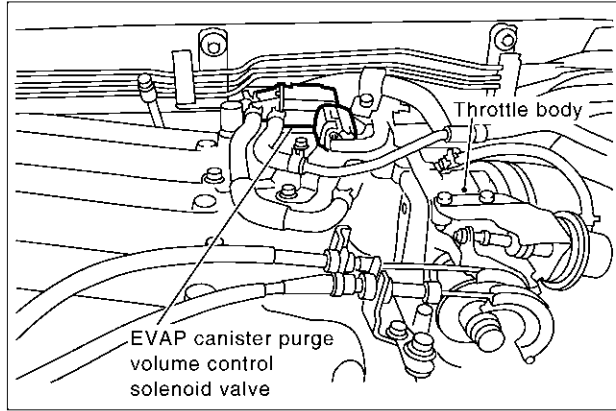 Throttle body
EVAP canister purge
volume control
solenoid valve